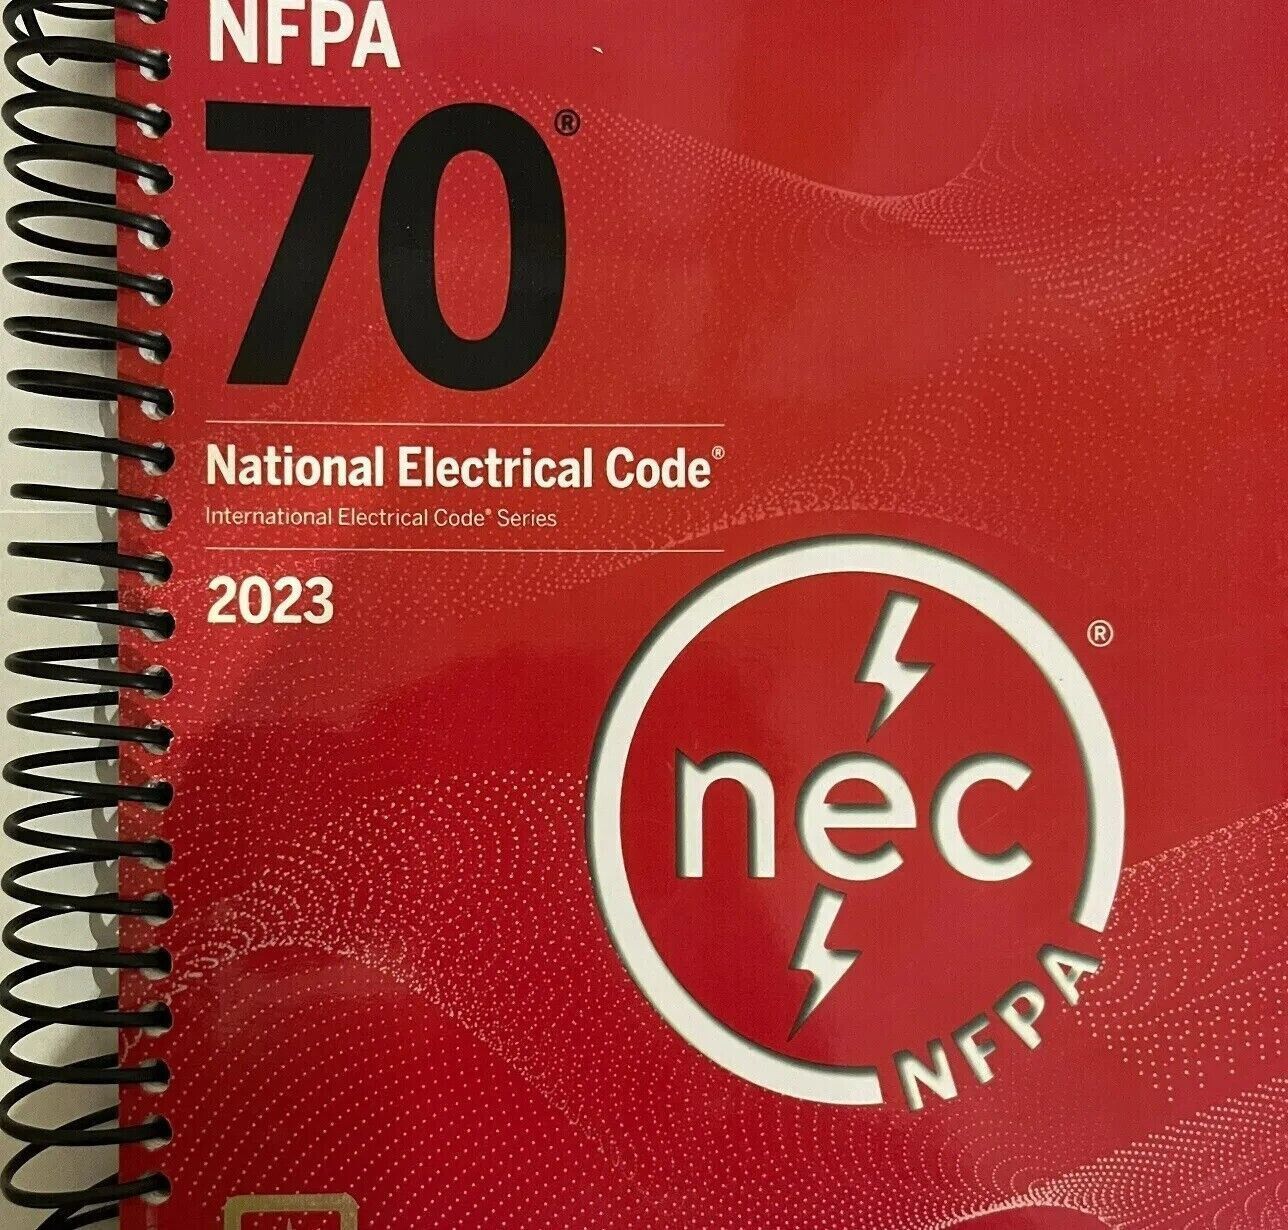 NFPA
70®
National Electrical Code®
International Electrical Code® Series
2023
®
nec
NFPA